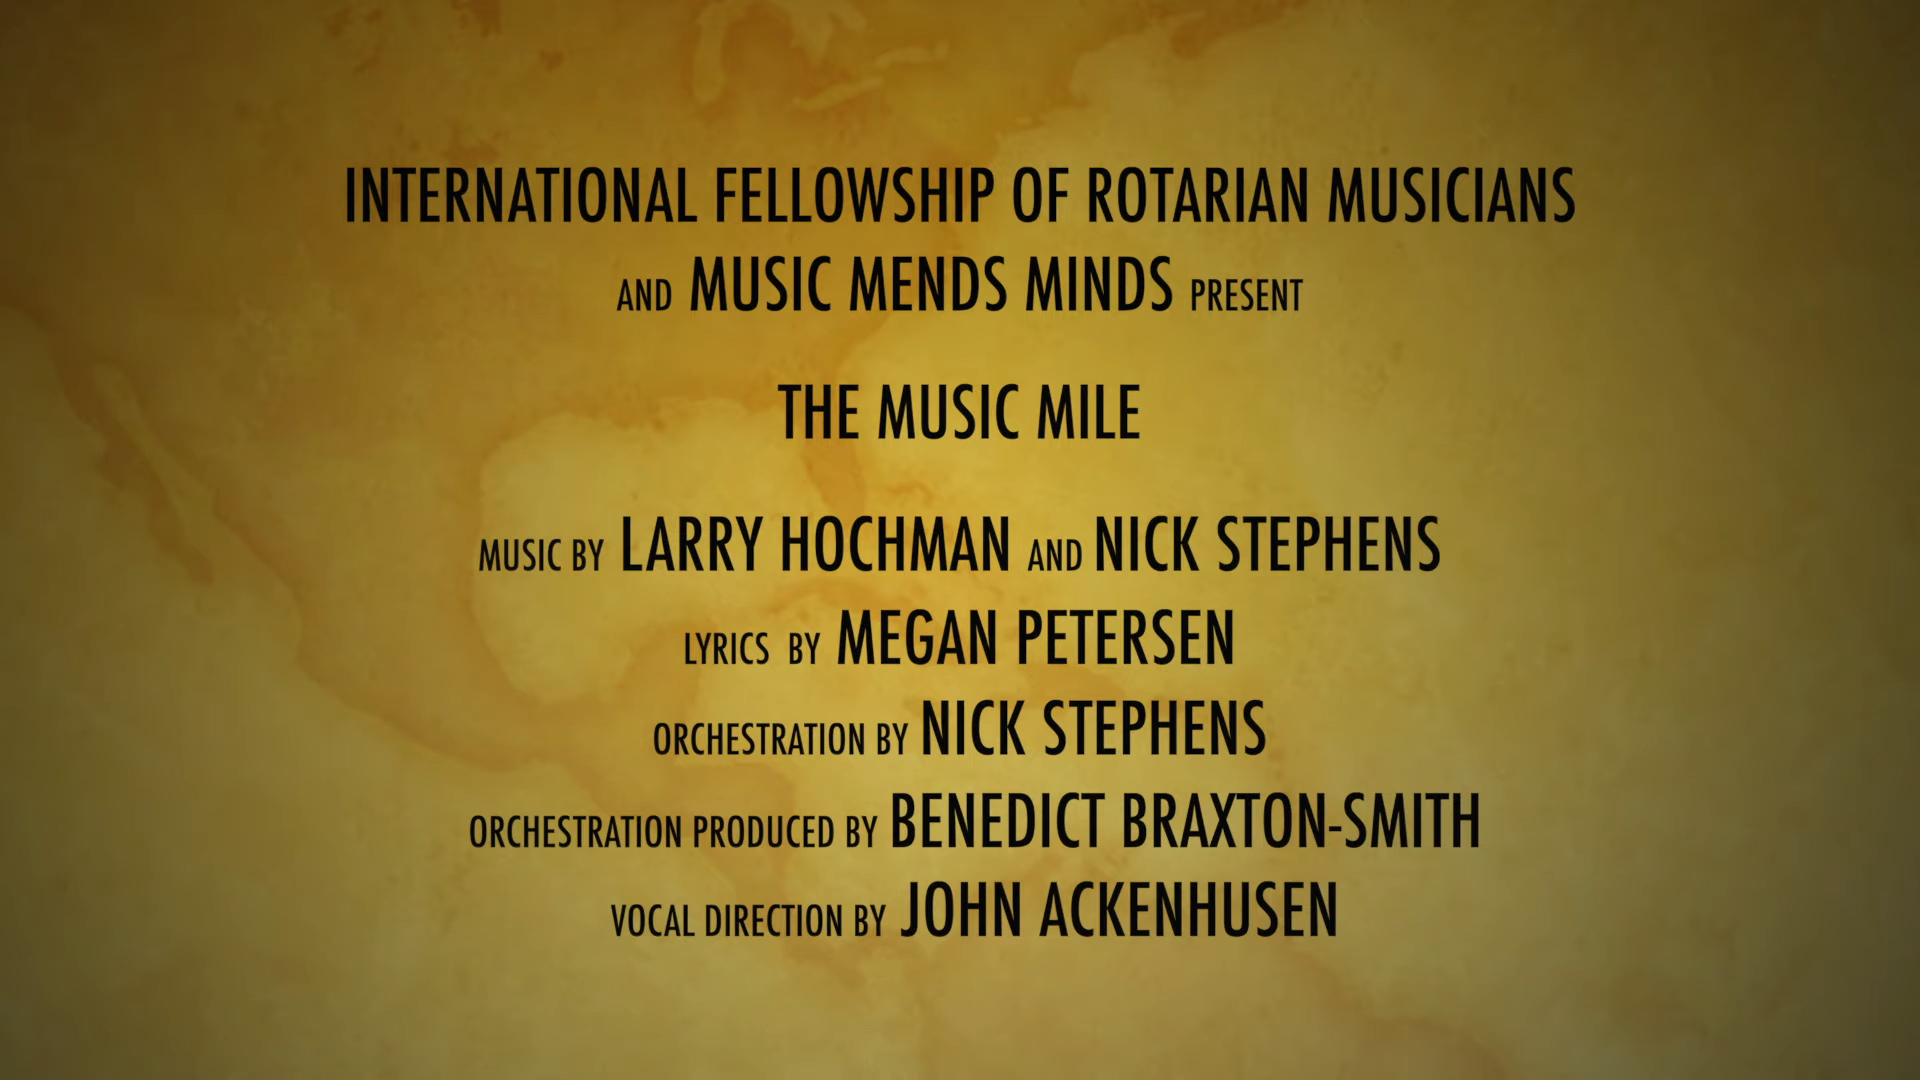 INTERNATIONAL FELLOWSHIP OF ROTARIAN MUSICIANS
AND MUSIC MENDS MINDS PRESENT
THE MUSIC MILE
MUSIC BY LARRY HOCHMAN AND NICK STEPHENS
LYRICS BY MEGAN PETERSEN
ORCHESTRATION BY NICK STEPHENS
ORCHESTRATION PRODUCED BY BENEDICT BRAXTON-SMITH
VOCAL DIRECTION BY JOHN ACKENHUSEN